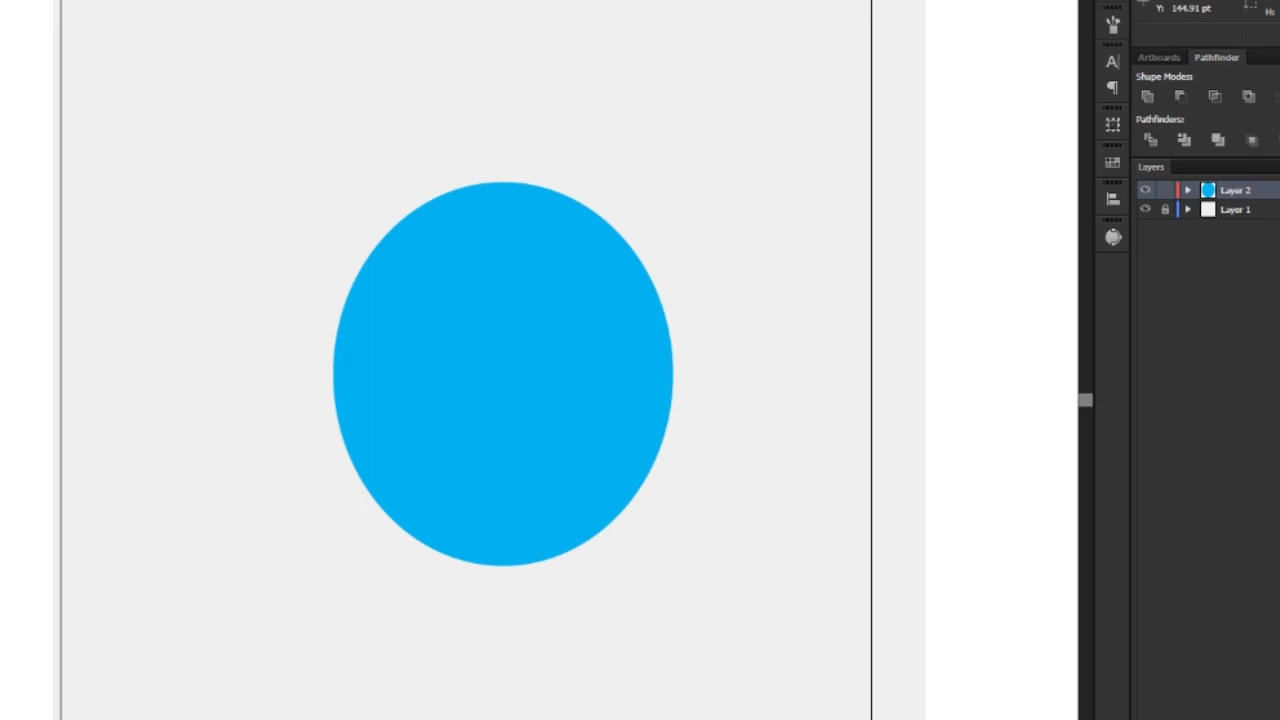 Y: 144.91 pt
H:
Artboards Pathfinder
Shape Modes:
Pathfinders:
Layers
Layer 2
Layer 1